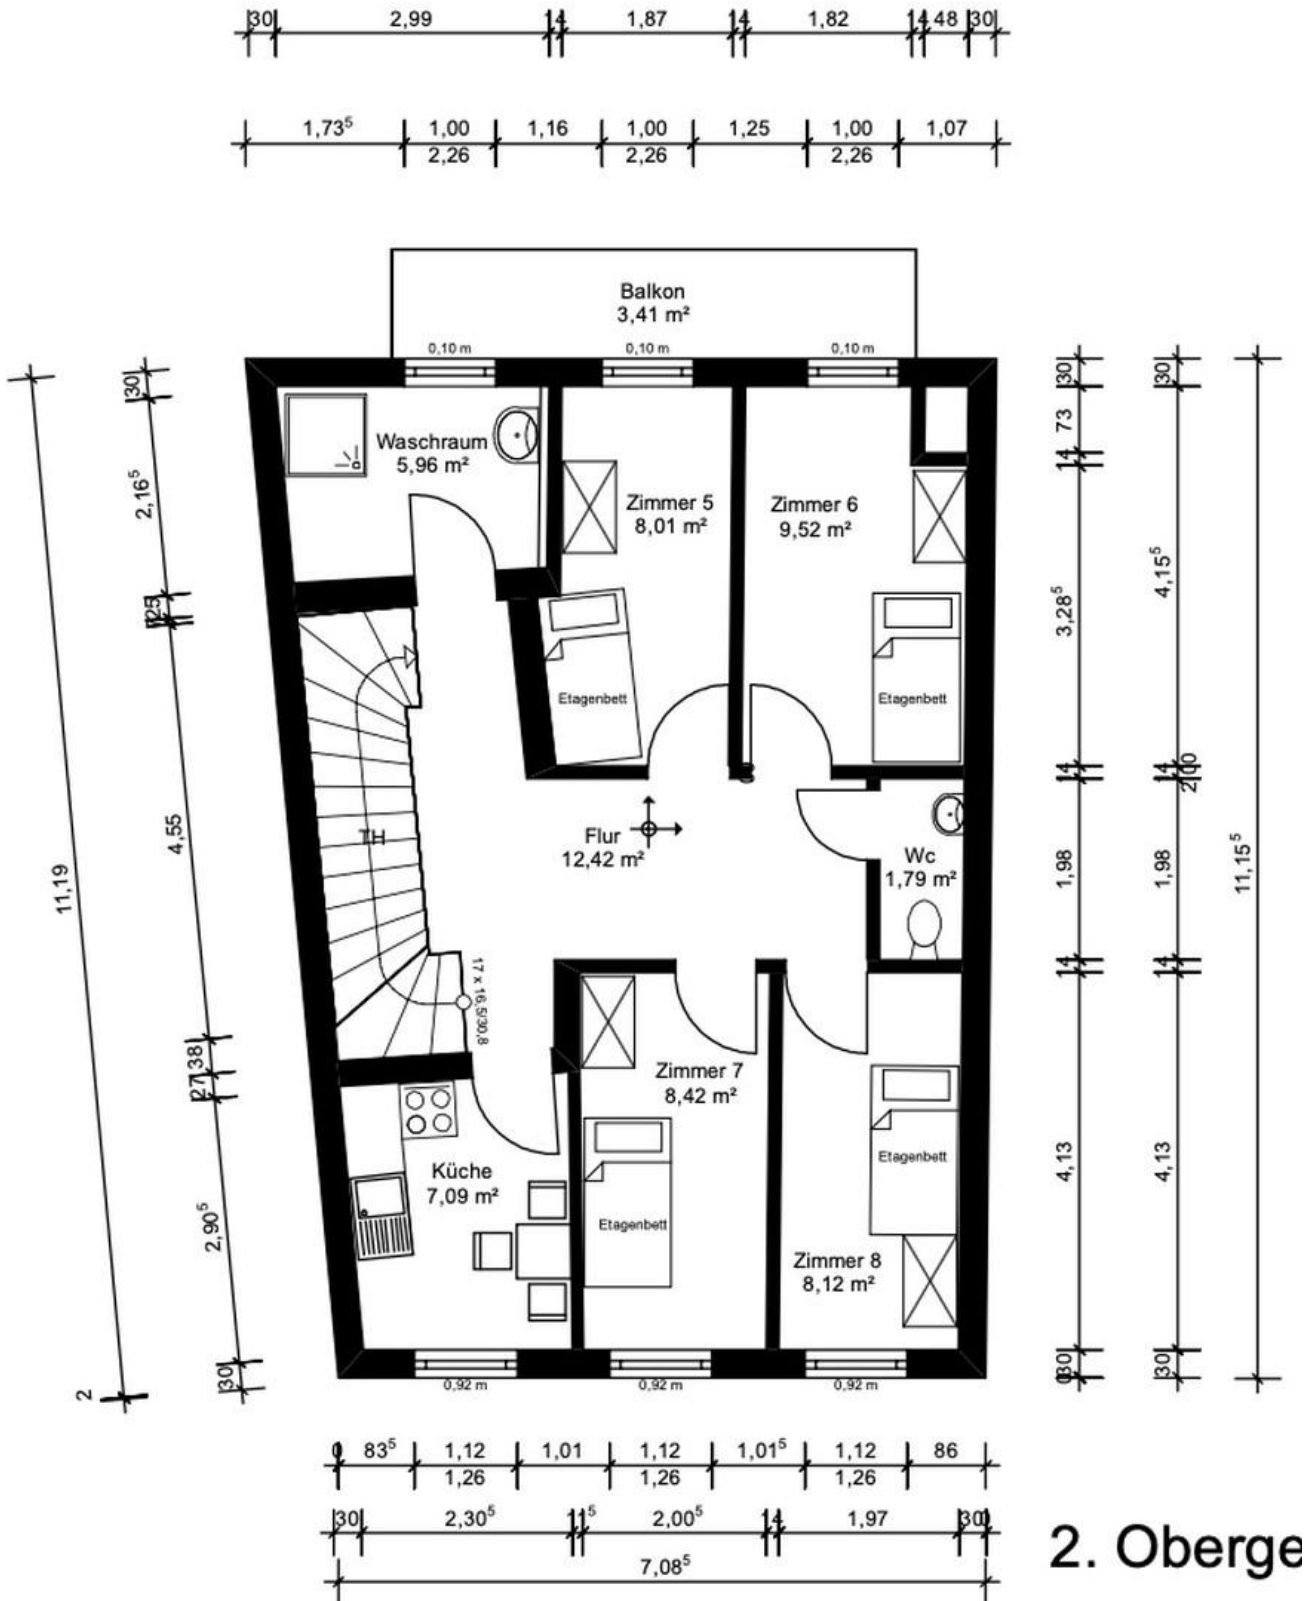 30 2,99 14 1,87 14 1,82 14 48 30
1,73⁵ 1,00 1,16 1,00 1,25 1,00 1,07
2,26 2,26 2,26
Balkon
3,41 m²
0,10 m 0,10 m 0,10 m
Waschraum
5,96 m²
Zimmer 5
8,01 m²
Zimmer 6
9,52 m²
Etagenbett
Etagenbett
TH
Flur
12,42 m²
Wc
1,79 m²
17 x 16,5/30,8
Zimmer 7
8,42 m²
Küche
7,09 m²
Etagenbett
Etagenbett
Zimmer 8
8,12 m²
0,92 m 0,92 m 0,92 m
11,19
2
30
2,16⁵
25
4,55
38
27
2,90⁵
30
30
73
14
3,28⁵
14
1,98
14
4,13
30
30
4,15⁵
14
2,00
1,98
14
4,13
30
11,15⁵
0 83⁵ 1,12 1,01 1,12 1,01⁵ 1,12 86
1,26 1,26 1,26
30 2,30⁵ 11⁵ 2,00⁵ 14 1,97 30
7,08⁵
2. Oberge